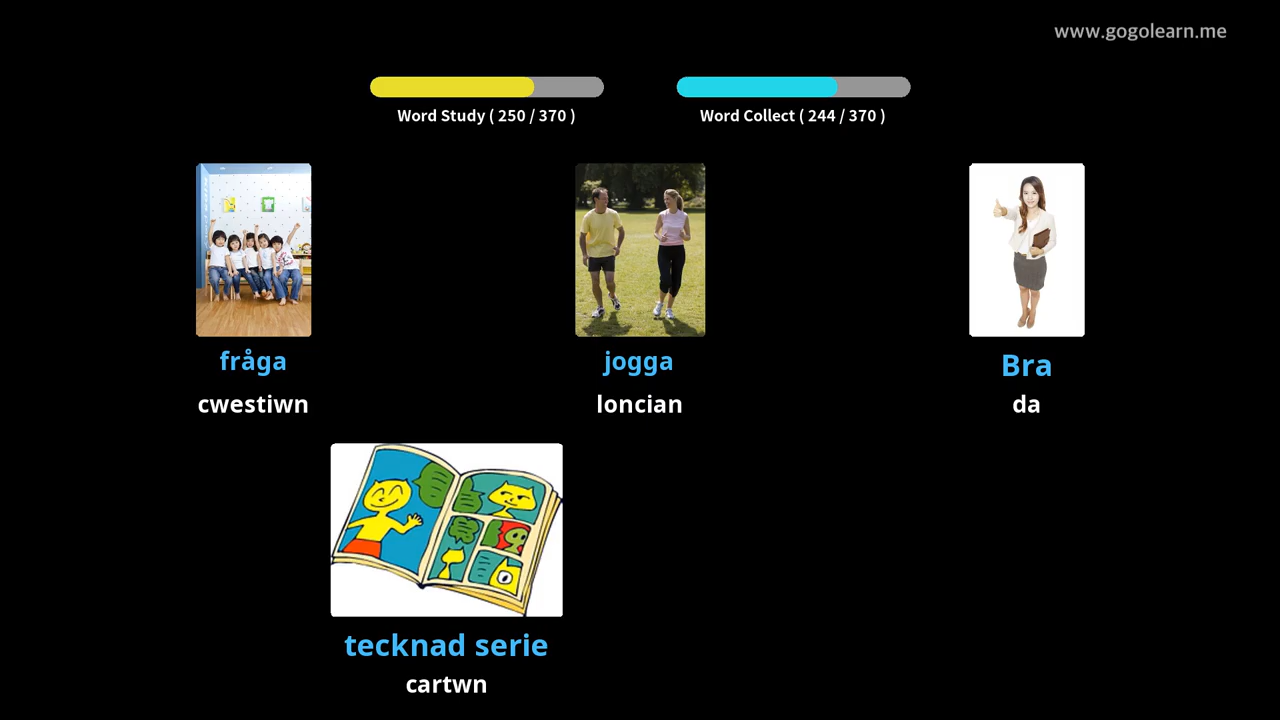 www.gogolearn.me
Word Study ( 250 / 370 )
Word Collect ( 244 / 370 )
fråga
jogga
Bra
cwestiwn
loncian
da
tecknad serie
cartwn